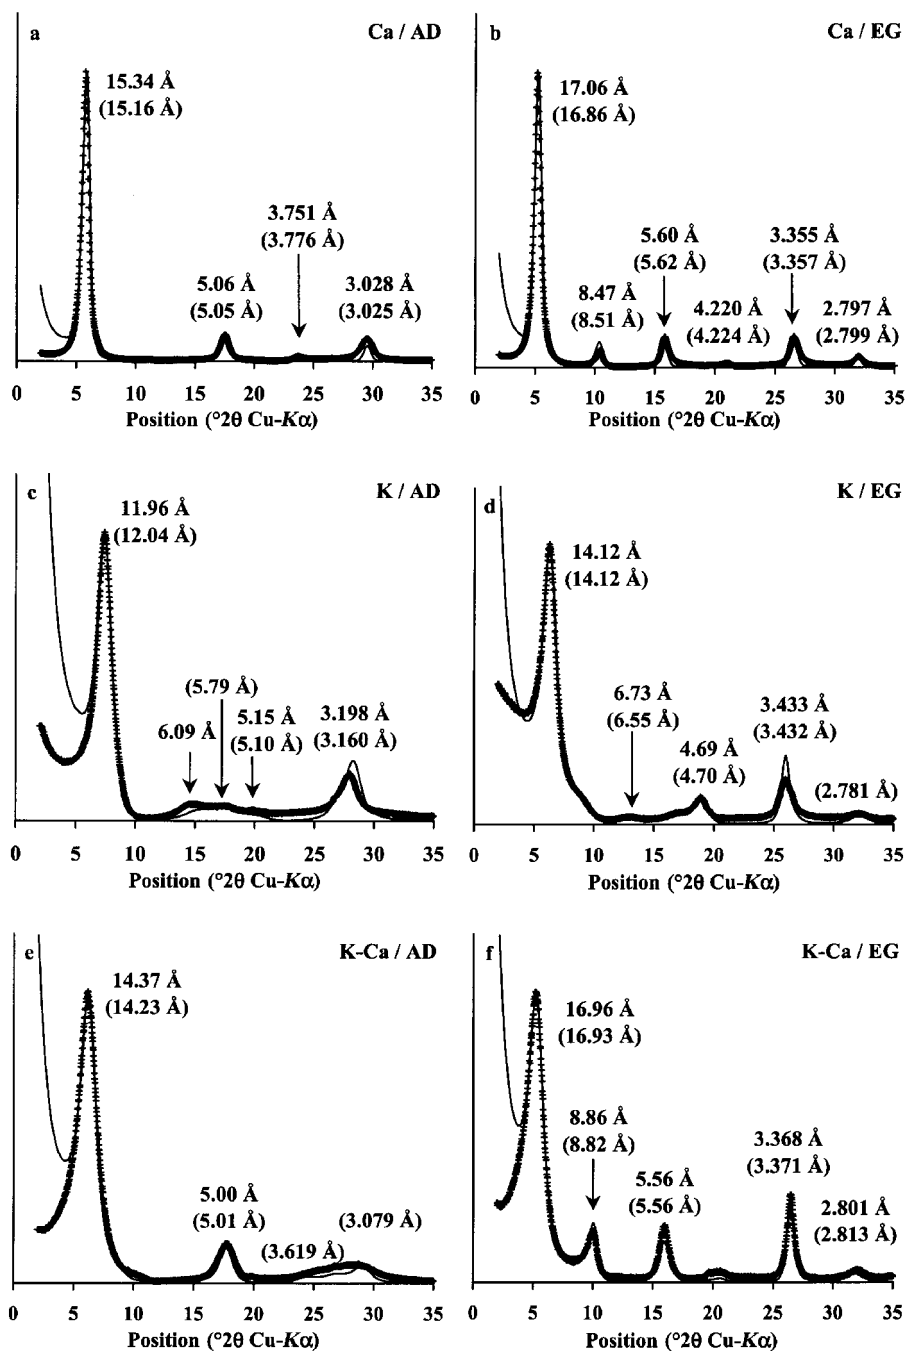 a
Ca / AD
15.34 Å
(15.16 Å)
3.751 Å
(3.776 Å)
5.06 Å
(5.05 Å)
3.028 Å
(3.025 Å)
0 5 10 15 20 25 30 35
Position (°2θ Cu-Kα)
b
Ca / EG
17.06 Å
(16.86 Å)
5.60 Å
(5.62 Å)
3.355 Å
(3.357 Å)
8.47 Å
(8.51 Å)
4.220 Å
(4.224 Å)
2.797 Å
(2.799 Å)
0 5 10 15 20 25 30 35
Position (°2θ Cu-Kα)
c
K / AD
11.96 Å
(12.04 Å)
(5.79 Å)
6.09 Å
5.15 Å
(5.10 Å)
3.198 Å
(3.160 Å)
0 5 10 15 20 25 30 35
Position (°2θ Cu-Kα)
d
K / EG
14.12 Å
(14.12 Å)
6.73 Å
(6.55 Å)
4.69 Å
(4.70 Å)
3.433 Å
(3.432 Å)
(2.781 Å)
0 5 10 15 20 25 30 35
Position (°2θ Cu-Kα)
e
K-Ca / AD
14.37 Å
(14.23 Å)
5.00 Å
(5.01 Å)
(3.619 Å)
(3.079 Å)
0 5 10 15 20 25 30 35
Position (°2θ Cu-Kα)
f
K-Ca / EG
16.96 Å
(16.93 Å)
8.86 Å
(8.82 Å)
5.56 Å
(5.56 Å)
3.368 Å
(3.371 Å)
2.801 Å
(2.813 Å)
0 5 10 15 20 25 30 35
Position (°2θ Cu-Kα)